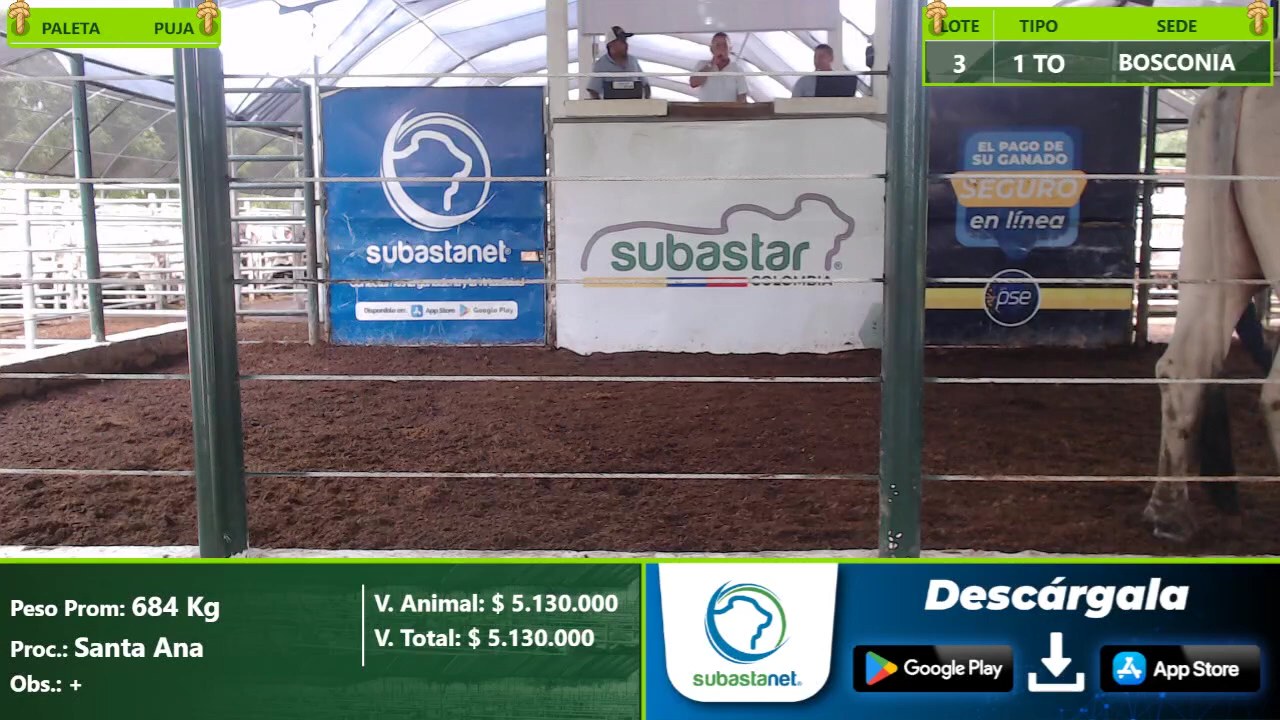 PALETA PUJA
LOTE TIPO SEDE
3 1 TO BOSCONIA
subastanet®
Disponible en: App Store Google Play
subastar®
COLOMBIA
EL PAGO DE
SU GANADO
SEGURO
en línea
pse
Peso Prom: 684 Kg
Proc.: Santa Ana
Obs.: +
V. Animal: $ 5.130.000
V. Total: $ 5.130.000
subastanet®
Descárgala
Google Play
App Store